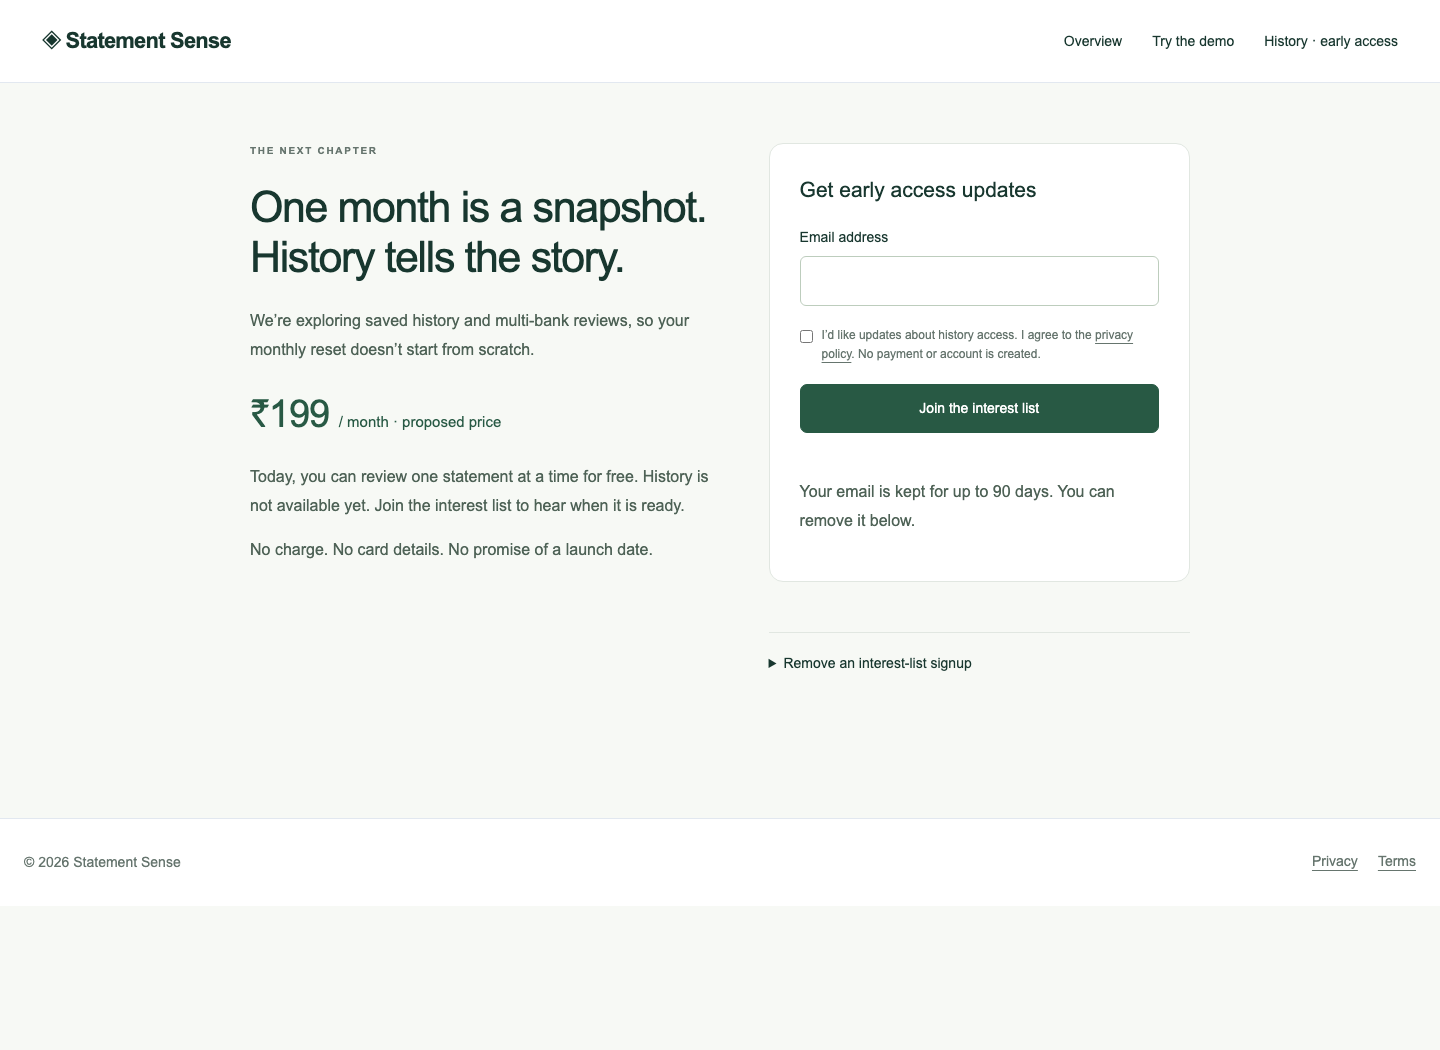 Statement Sense
Overview
Try the demo
History · early access
THE NEXT CHAPTER
One month is a snapshot.
History tells the story.
We’re exploring saved history and multi-bank reviews, so your
monthly reset doesn’t start from scratch.
₹199 / month · proposed price
Today, you can review one statement at a time for free. History is
not available yet. Join the interest list to hear when it is ready.
No charge. No card details. No promise of a launch date.
Get early access updates
Email address
I’d like updates about history access. I agree to the privacy
policy. No payment or account is created.
Join the interest list
Your email is kept for up to 90 days. You can
remove it below.
Remove an interest-list signup
© 2026 Statement Sense
Privacy
Terms